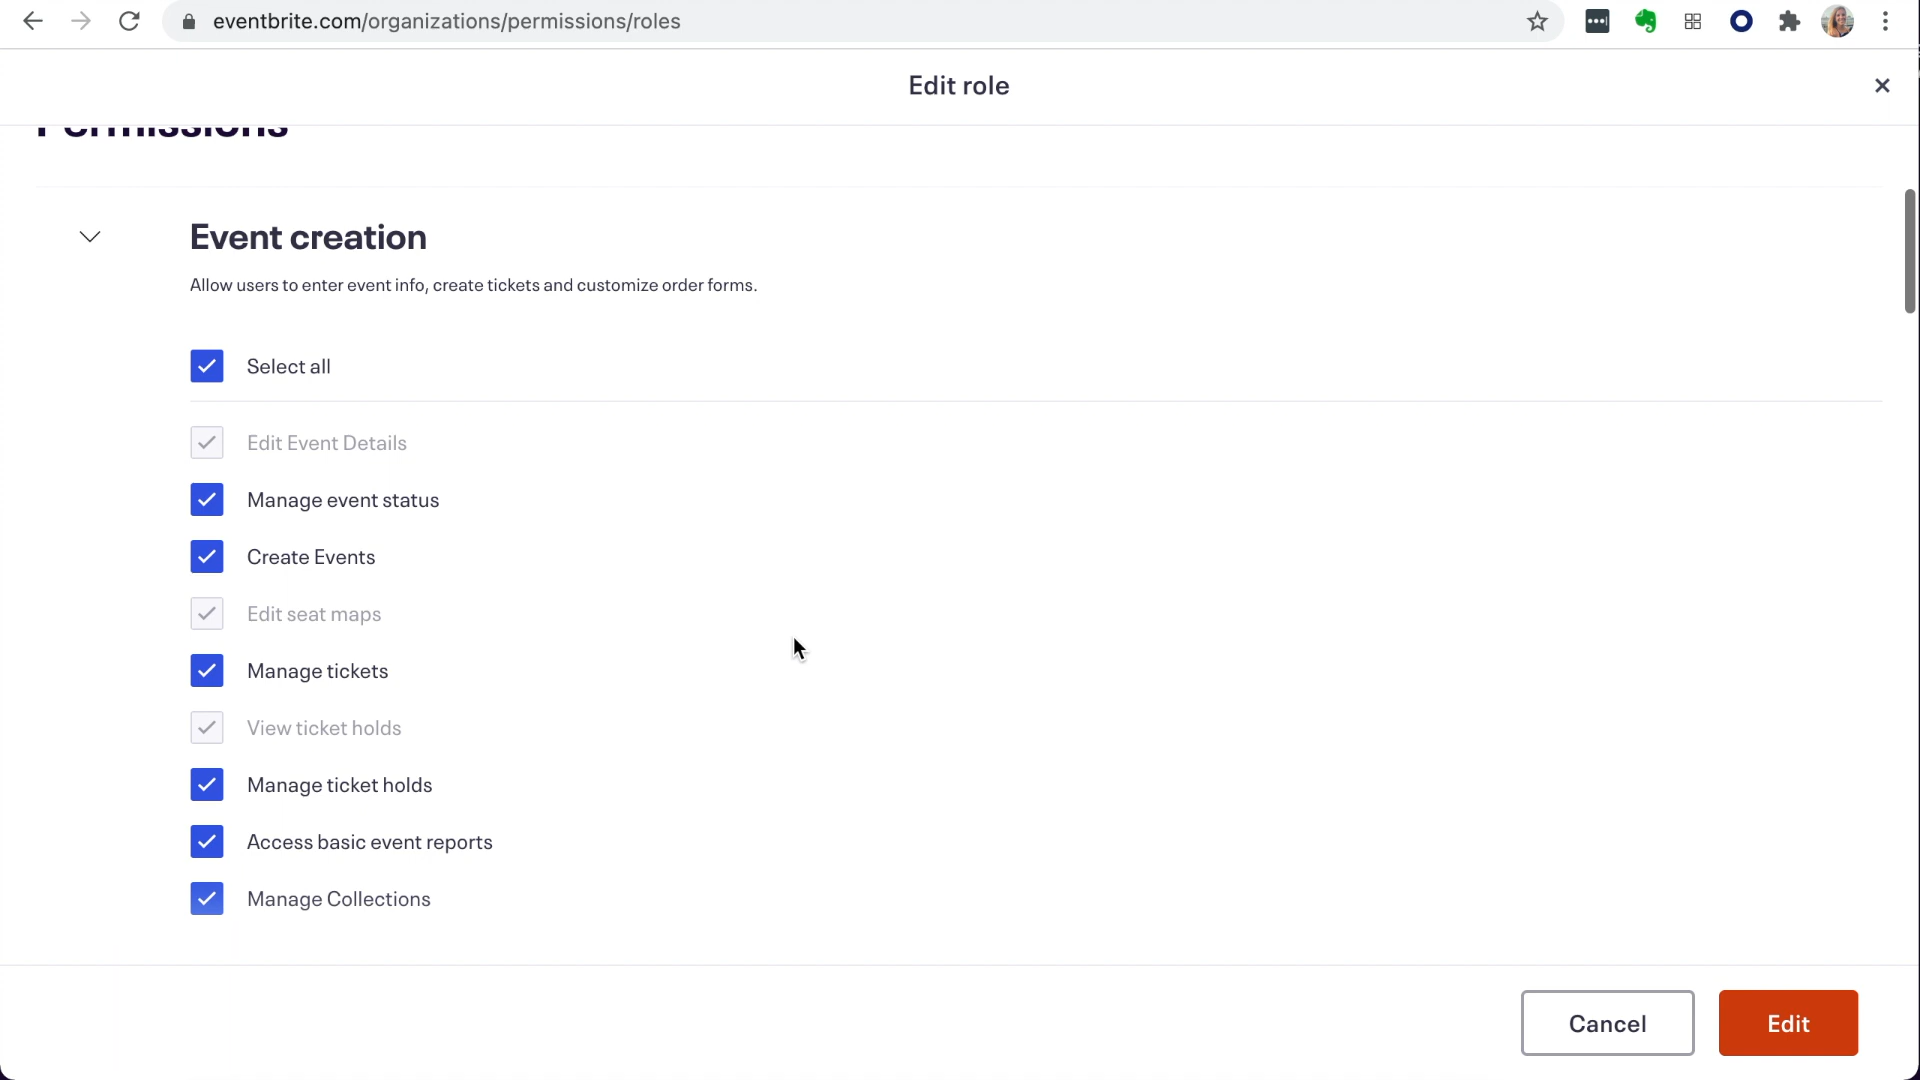 eventbrite.com/organizations/permissions/roles
Edit role
Permissions
Event creation
Allow users to enter event info, create tickets and customize order forms.
Select all
Edit Event Details
Manage event status
Create Events
Edit seat maps
Manage tickets
View ticket holds
Manage ticket holds
Access basic event reports
Manage Collections
Cancel
Edit